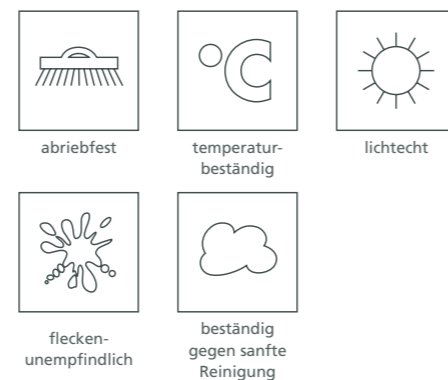 °C
abriebfest
temperatur-
beständig
lichtecht
flecken-
unempfindlich
beständig
gegen sanfte
Reinigung